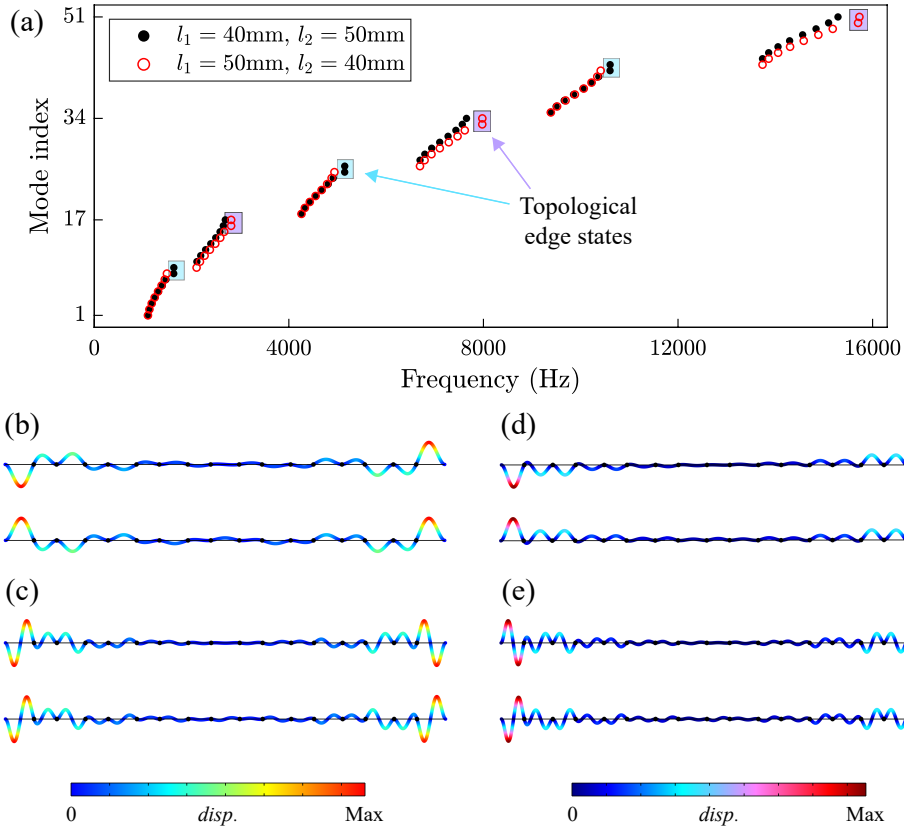 (a)
l₁ = 40mm, l₂ = 50mm
l₁ = 50mm, l₂ = 40mm
51
34
17
1
Mode index
Topological
edge states
0 4000 8000 12000 16000
Frequency (Hz)
(b) (d)
(c) (e)
0 disp. Max 0 disp. Max